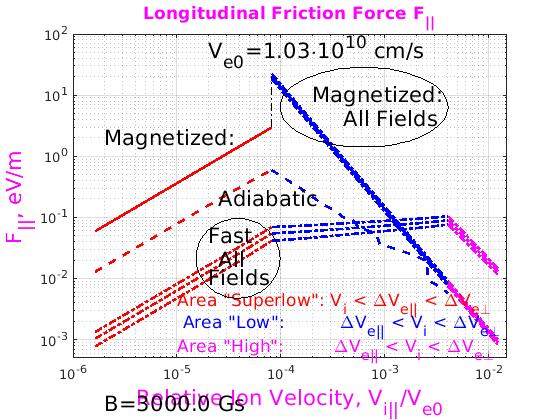 Longitudinal Friction Force F||
V_e0=1.03·10^10 cm/s
Magnetized:
All Fields
Magnetized:
Adiabatic
Fast
All
Fields
Area "Superlow": V_i < ΔV_e|| < ΔV_e⊥
Area "Low": ΔV_e|| < V_i < ΔV_e⊥
Area "High": ΔV_e|| < V_i < ΔV_e⊥
F||, eV/m
10^2
10^1
10^0
10^-1
10^-2
10^-3
10^-6
10^-5
10^-4
10^-3
10^-2
Relative Ion Velocity, V_i||/V_e0
B=3000.0 Gs